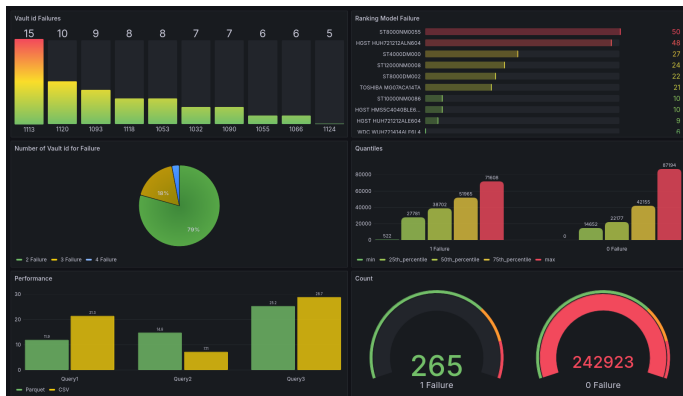 Vault id Failures
15 10 9 8 8 7 7 6 6 5
1113 1120 1093 1118 1053 1032 1090 1055 1066 1124
Ranking Model Failure
ST8000NM0055 50
HGST HUH721212ALN604 48
ST4000DM000 27
ST12000NM0008 24
ST8000DM002 22
TOSHIBA MG07ACA14TA 21
ST10000NM0086 10
HGST HMS5C4040BLE6... 10
HGST HUH721212ALE604 9
WDC WUH721414ALE6L4 6
Number of Vault id for Failure
18%
79%
2 Failure 3 Failure 4 Failure
Quantiles
80000
60000
40000
20000
0
522 27781 38702 51965 71608
0 14652 22177 42155 87194
1 Failure 0 Failure
min 25th_percentile 50th_percentile 75th_percentile max
Performance
30
20
10
0
Query1 Query2 Query3
Parquet CSV
Count
265
1 Failure
242923
0 Failure